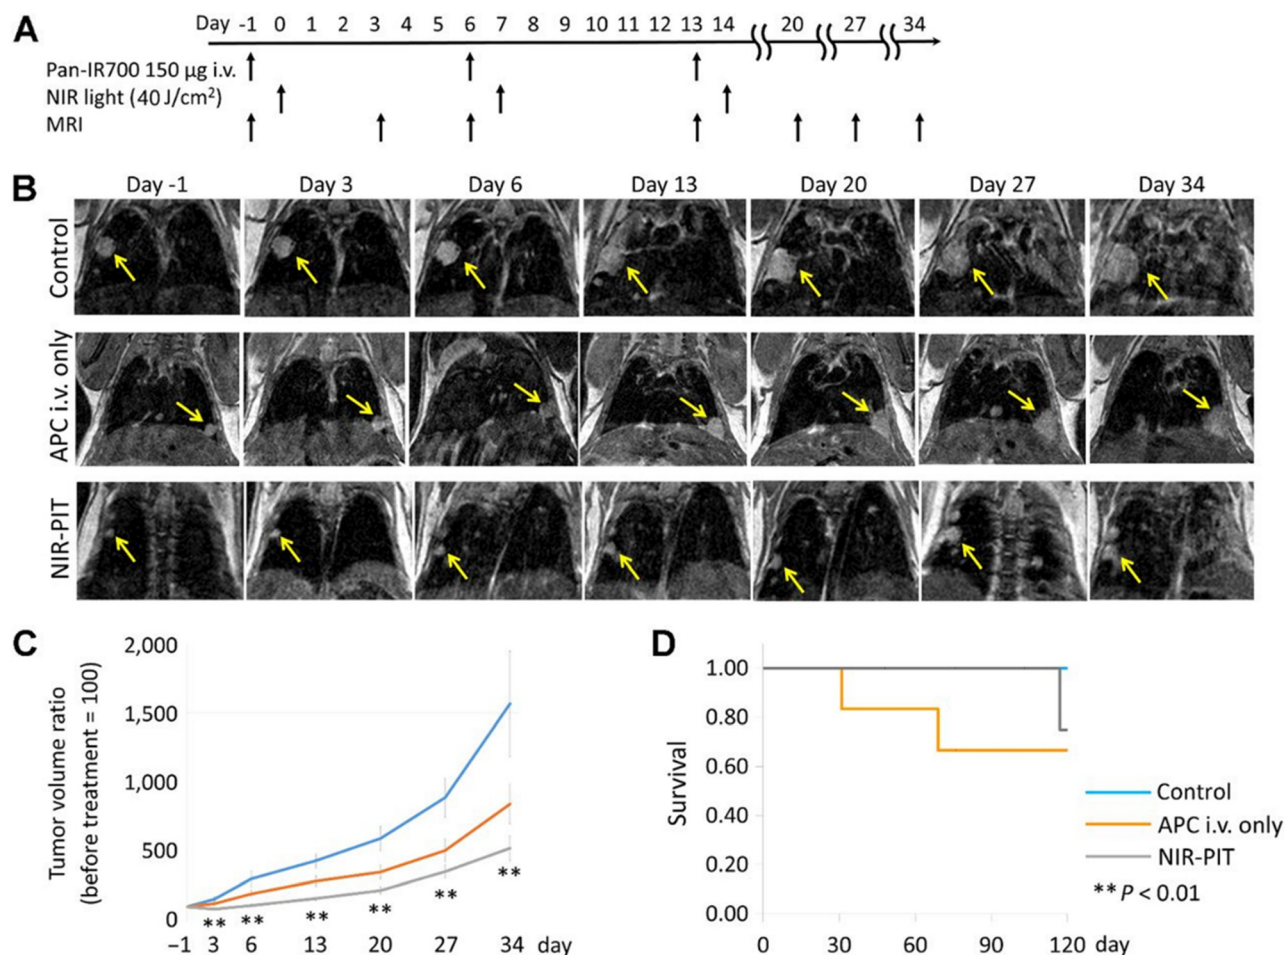 A
Day -1 0 1 2 3 4 5 6 7 8 9 10 11 12 13 14 20 27 34
Pan-IR700 150 µg i.v.
NIR light (40 J/cm²)
MRI
B
Day -1 Day 3 Day 6 Day 13 Day 20 Day 27 Day 34
Control
APC i.v. only
NIR-PIT
C
Tumor volume ratio
(before treatment = 100)
2,000
1,500
1,000
500
0
** ** ** ** ** **
−1 3 6 13 20 27 34 day
D
Survival
1.00
0.80
0.60
0.40
0.20
0.00
0 30 60 90 120 day
Control
APC i.v. only
NIR-PIT
** P < 0.01